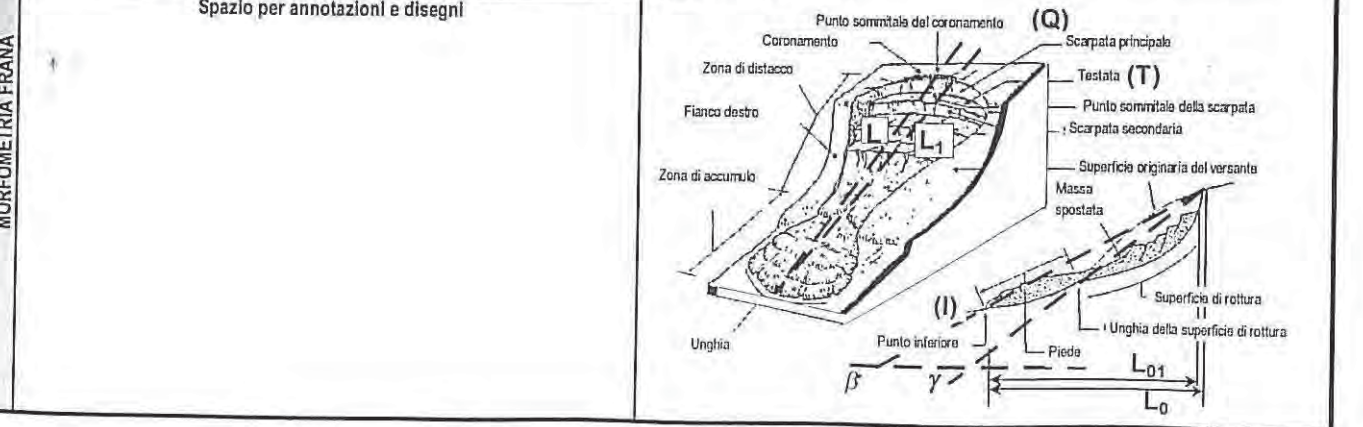 MORFOMETRIA FRANA
Spazio per annotazioni e disegni
Punto sommitale del coronamento (Q)
Coronamento
Scarpata principale
Zona di distacco
Testata (T)
Fianco destro
Punto sommitale della scarpata
Scarpata secondaria
L
L1
Zona di accumulo
Superficie originaria del versante
Massa
spostata
(I)
Superficie di rottura
Unghia della superficie di rottura
Unghia
Punto inferiore
Piede
β
γ
L01
L0